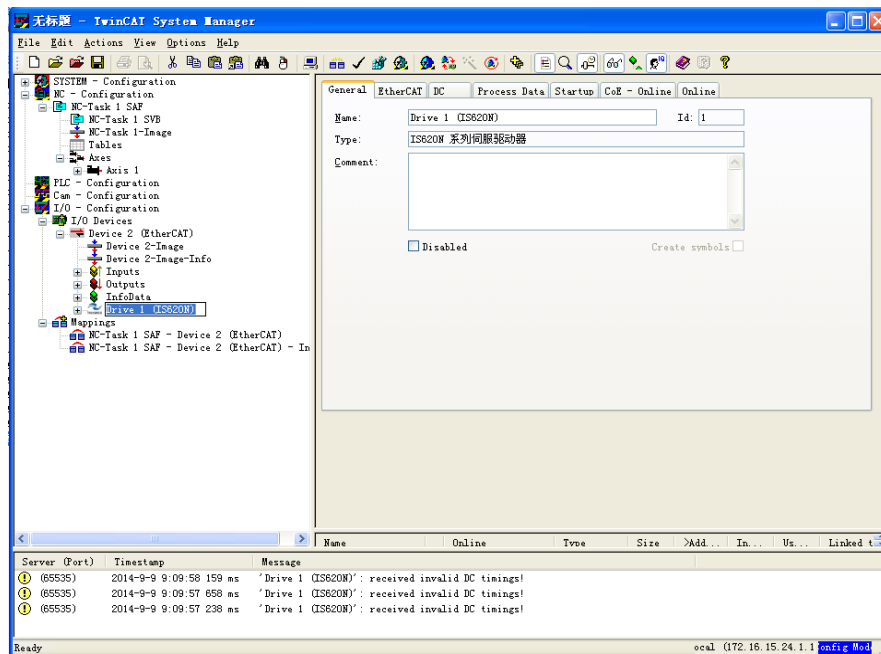 无标题 - TwinCAT System Manager
File Edit Actions View Options Help
SYSTEM - Configuration
NC - Configuration
NC-Task 1 SAF
NC-Task 1 SVB
NC-Task 1-Image
Tables
Axes
Axis 1
PLC - Configuration
Cam - Configuration
I/O - Configuration
I/O Devices
Device 2 (EtherCAT)
Device 2-Image
Device 2-Image-Info
Inputs
Outputs
InfoData
Drive 1 (IS620N)
Mappings
NC-Task 1 SAF - Device 2 (EtherCAT)
NC-Task 1 SAF - Device 2 (EtherCAT) - In
General EtherCAT DC Process Data Startup CoE - Online Online
Name: Drive 1 (IS620N) Id: 1
Type: IS620N 系列伺服驱动器
Comment:
Disabled Create symbols
Name Online Type Size >Add... In... Us... Linked t
Server (Port) Timestamp Message
(65535) 2014-9-9 9:09:58 159 ms 'Drive 1 (IS620N)': received invalid DC timings!
(65535) 2014-9-9 9:09:57 658 ms 'Drive 1 (IS620N)': received invalid DC timings!
(65535) 2014-9-9 9:09:57 238 ms 'Drive 1 (IS620N)': received invalid DC timings!
Ready ocal (172.16.15.24.1.1 onfig Mod